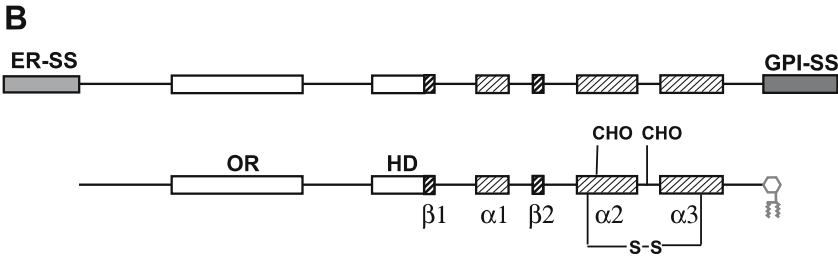 B
ER-SS GPI-SS
CHO CHO
OR HD
β1 α1 β2 α2 α3
S-S